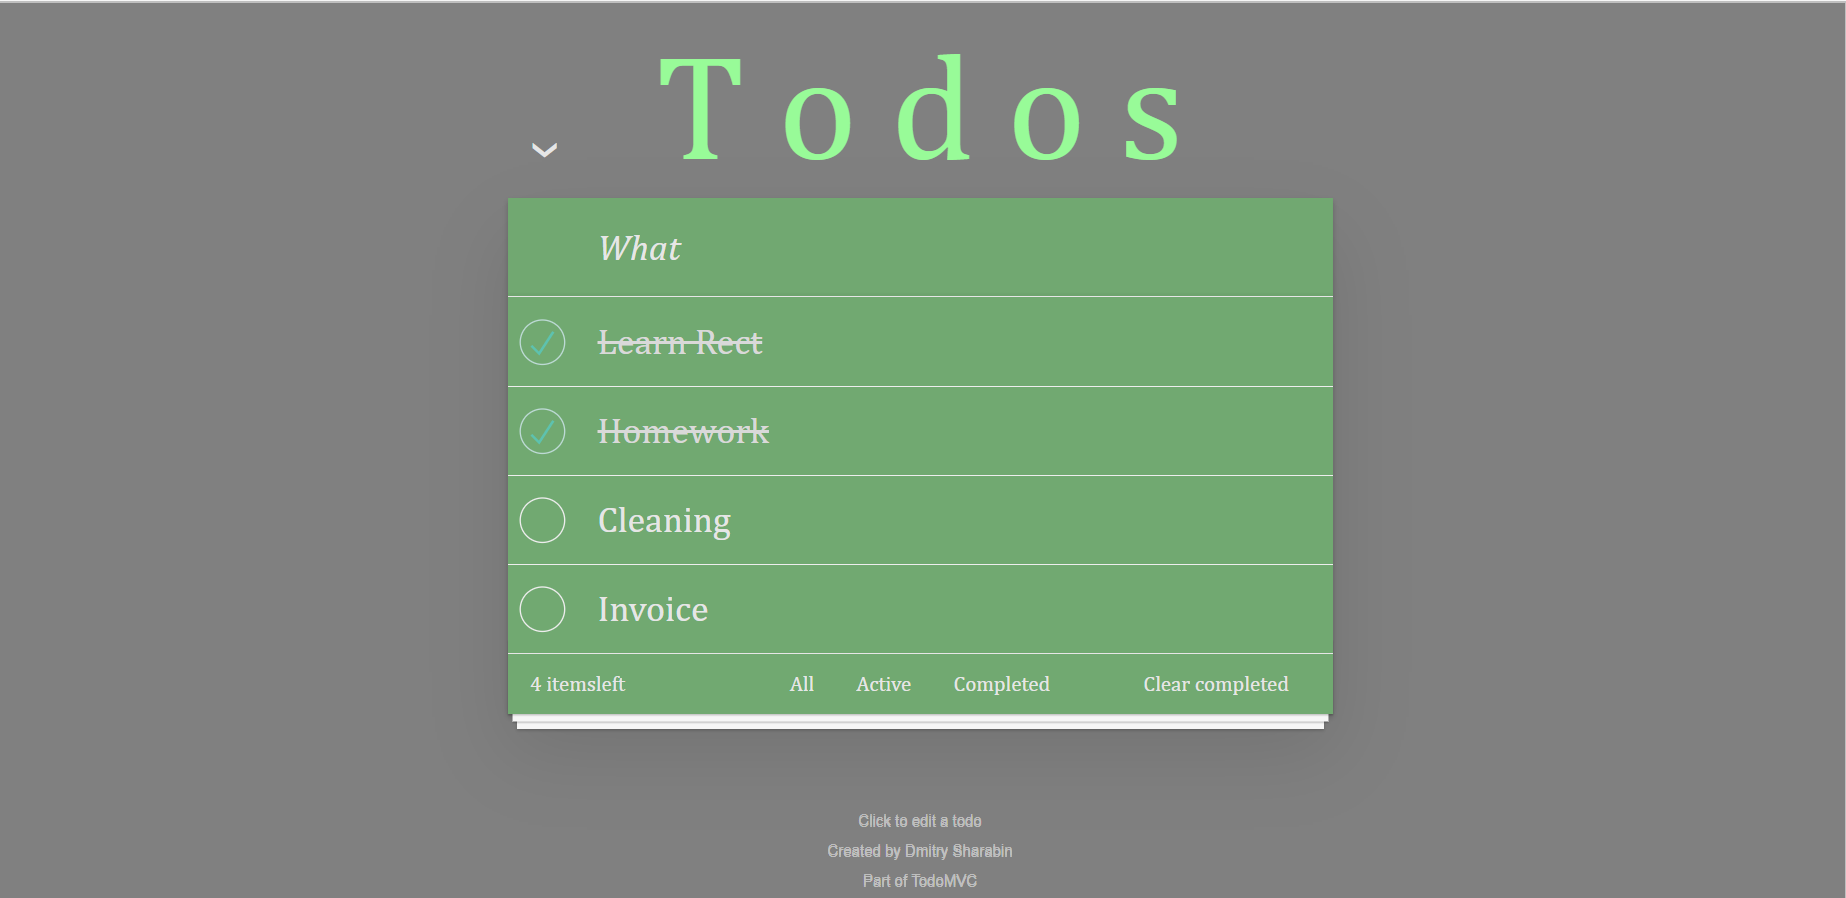 Todos
What
Learn Rect
Homework
Cleaning
Invoice
4 itemsleft All Active Completed Clear completed
Click to edit a todo
Created by Dmitry Sharabin
Part of TodoMVC